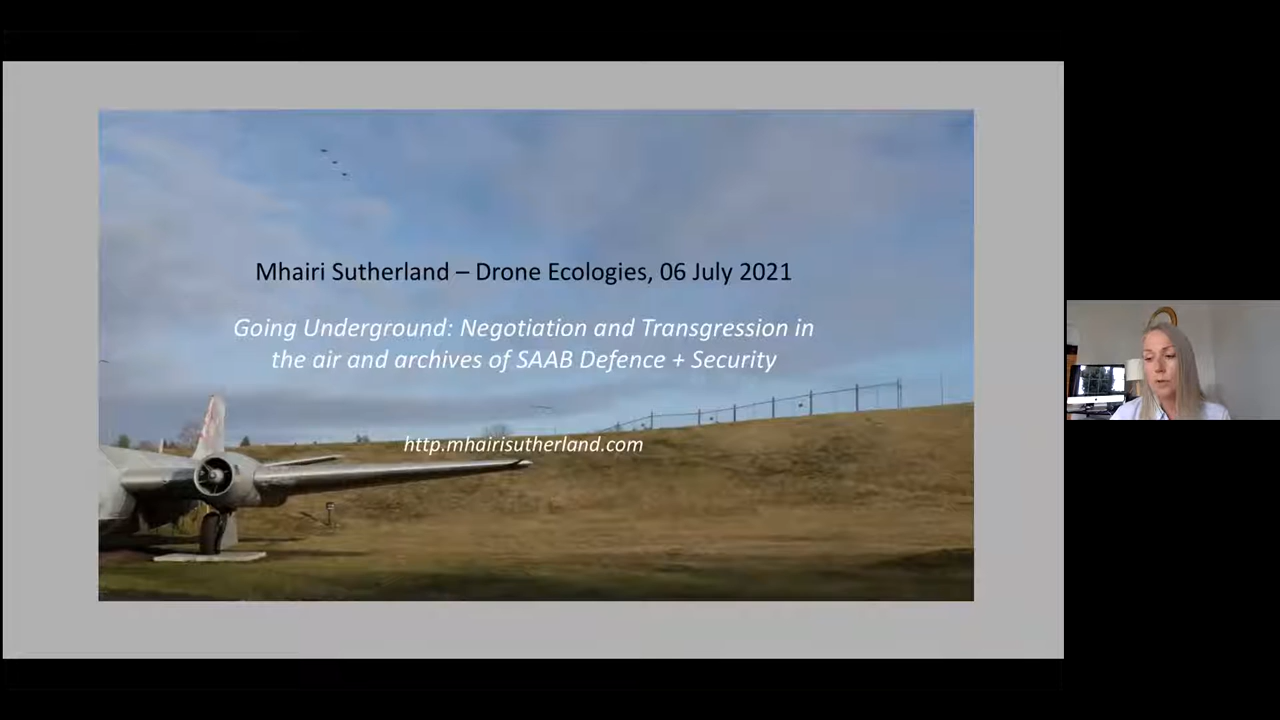 Mhairi Sutherland – Drone Ecologies, 06 July 2021
Going Underground: Negotiation and Transgression in
the air and archives of SAAB Defence + Security
http.mhairisutherland.com